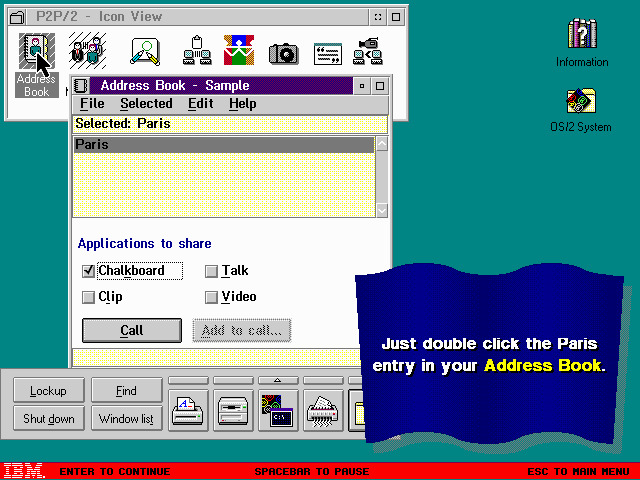 P2P/2 - Icon View
Address
Book
Address Book - Sample
File Selected Edit Help
Selected: Paris
Paris
Applications to share
Chalkboard
Talk
Clip
Video
Call
Add to call...
Information
OS/2 System
Just double click the Paris
entry in your Address Book.
Lockup
Find
Shut down
Window list
C:\
IBM.
ENTER TO CONTINUE
SPACEBAR TO PAUSE
ESC TO MAIN MENU